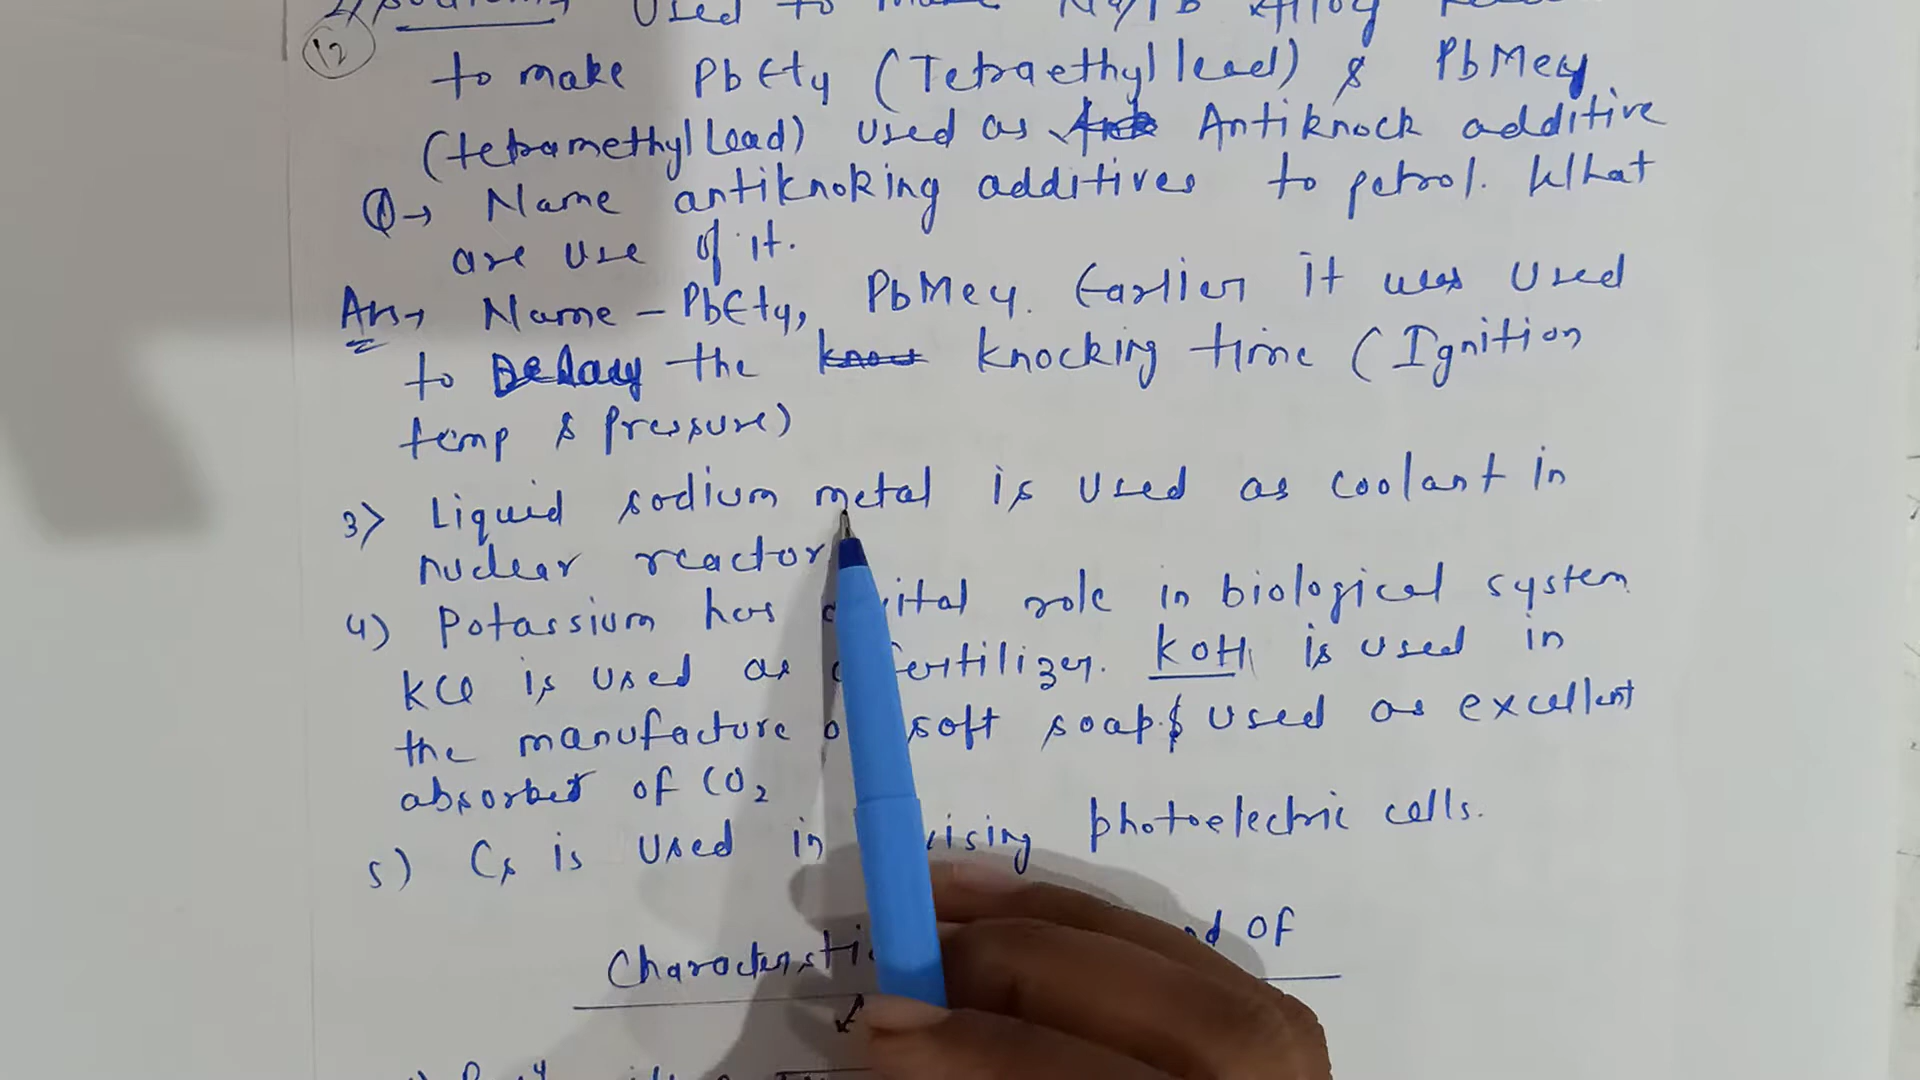 Used to
12
to make PbEt4 (Tetraethyl lead) & PbMe4
(tetramethyl Lead) used as Antiknock additive
Q→ Name antiknoking additives to petrol. What
are use of it.
Ans→ Name - PbEt4, PbMe4. Earlier it was used
to Delay the knocking time (Ignition
temp & pressure)
3) Liquid sodium metal is used as coolant in
nuclear reactor
4) Potassium has vital role in biological system
KCl is used as fertilizer. KOH is used in
the manufacture soft soap & used as excellent
absorber of CO2
5) Cs is used in photoelectric cells.
of